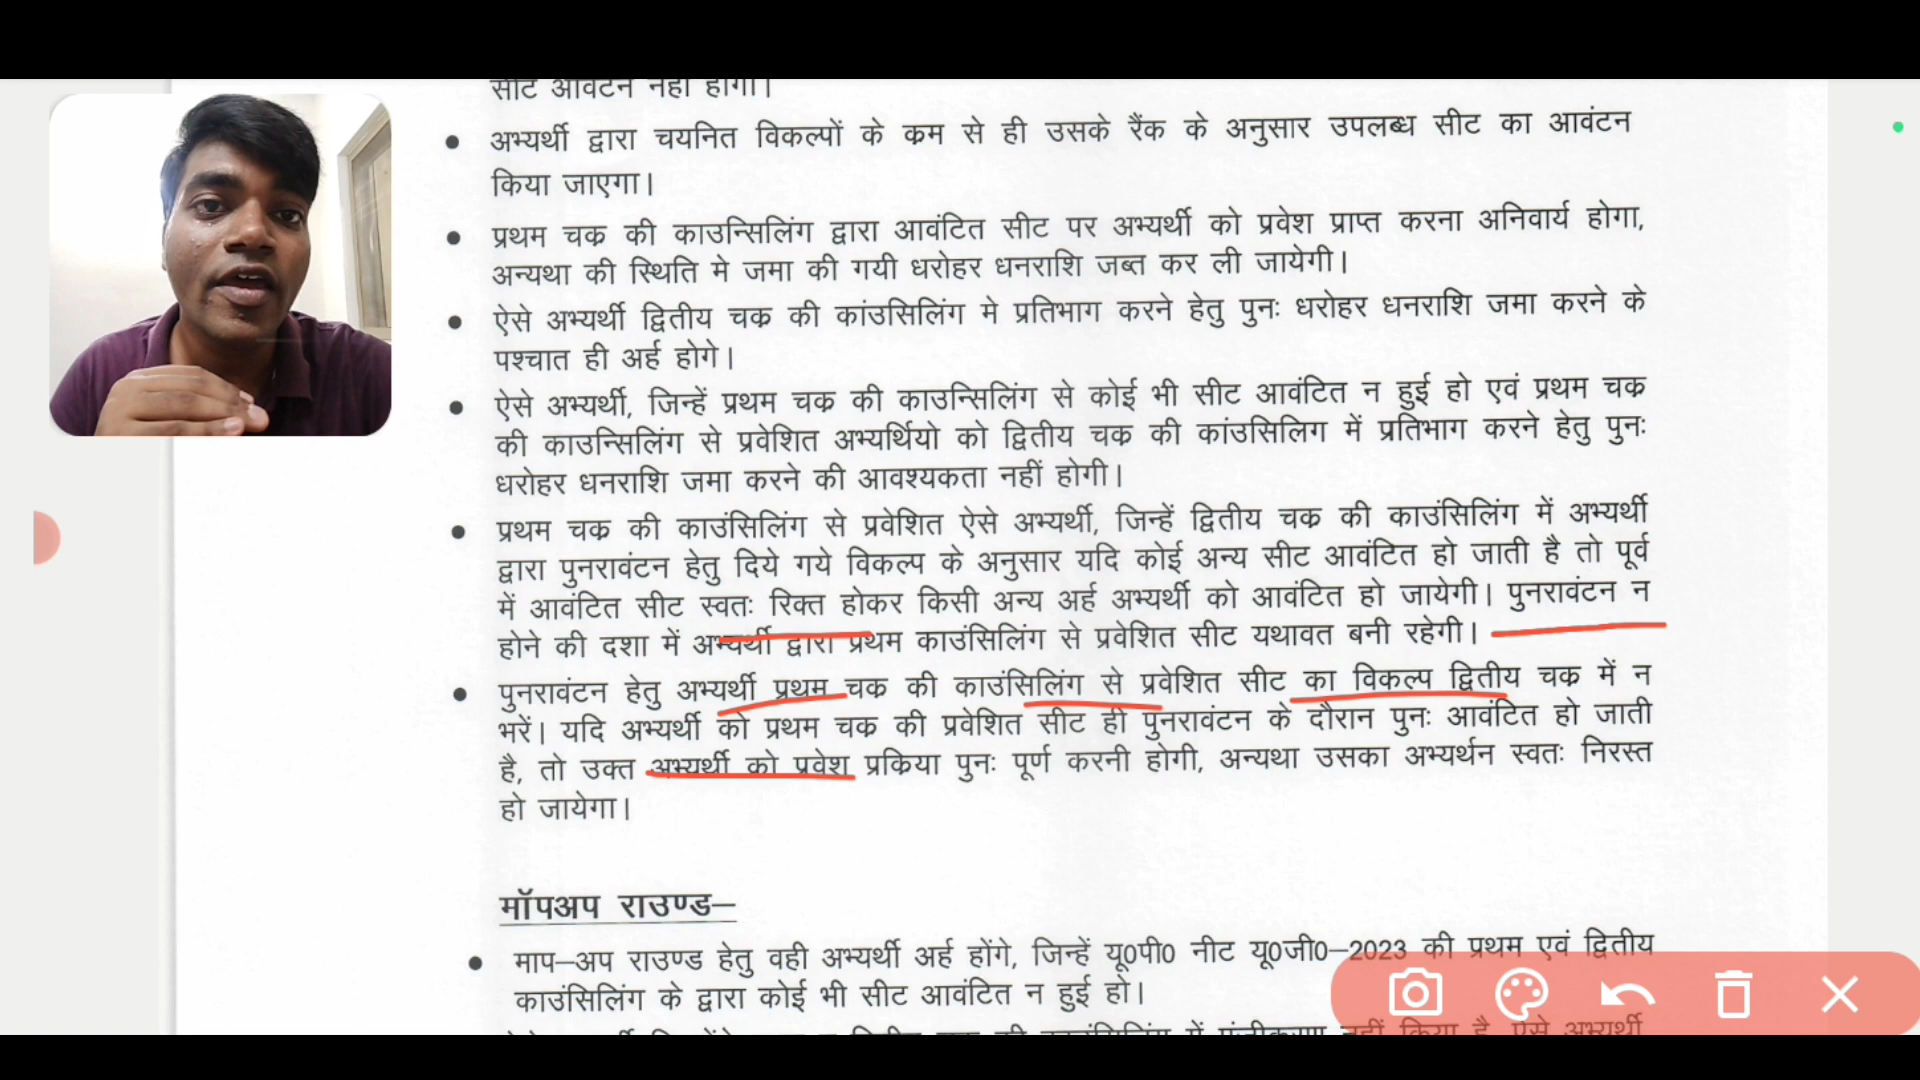 सीट आवंटन नहीं होगा।
अभ्यर्थी द्वारा चयनित विकल्पों के क्रम से ही उसके रैंक के अनुसार उपलब्ध सीट का आवंटन
किया जाएगा।
प्रथम चक्र की काउन्सिलिंग द्वारा आवंटित सीट पर अभ्यर्थी को प्रवेश प्राप्त करना अनिवार्य होगा,
अन्यथा की स्थिति मे जमा की गयी धरोहर धनराशि जब्त कर ली जायेगी।
ऐसे अभ्यर्थी द्वितीय चक्र की कांउसिलिंग मे प्रतिभाग करने हेतु पुनः धरोहर धनराशि जमा करने के
पश्चात ही अर्ह होगे।
ऐसे अभ्यर्थी, जिन्हें प्रथम चक्र की काउन्सिलिंग से कोई भी सीट आवंटित न हुई हो एवं प्रथम चक्र
की काउन्सिलिंग से प्रवेशित अभ्यर्थियो को द्वितीय चक्र की कांउसिलिग में प्रतिभाग करने हेतु पुनः
धरोहर धनराशि जमा करने की आवश्यकता नहीं होगी।
प्रथम चक्र की काउंसिलिंग से प्रवेशित ऐसे अभ्यर्थी, जिन्हें द्वितीय चक्र की काउंसिलिंग में अभ्यर्थी
द्वारा पुनरावंटन हेतु दिये गये विकल्प के अनुसार यदि कोई अन्य सीट आवंटित हो जाती है तो पूर्व
में आवंटित सीट स्वतः रिक्त होकर किसी अन्य अर्ह अभ्यर्थी को आवंटित हो जायेगी। पुनरावंटन न
होने की दशा में अभ्यर्थी द्वारा प्रथम काउंसिलिंग से प्रवेशित सीट यथावत बनी रहेगी।
पुनरावंटन हेतु अभ्यर्थी प्रथम चक्र की काउंसिलिंग से प्रवेशित सीट का विकल्प द्वितीय चक्र में न
भरें। यदि अभ्यर्थी को प्रथम चक्र की प्रवेशित सीट ही पुनरावंटन के दौरान पुनः आवंटित हो जाती
है, तो उक्त अभ्यर्थी को प्रवेश प्रकिया पुनः पूर्ण करनी होगी, अन्यथा उसका अभ्यर्थन स्वतः निरस्त
हो जायेगा।
मॉपअप राउण्ड–
माप–अप राउण्ड हेतु वही अभ्यर्थी अर्ह होंगे, जिन्हें यू0पी0 नीट यू0जी0–2023 की प्रथम एवं द्वितीय
काउंसिलिंग के द्वारा कोई भी सीट आवंटित न हुई हो।
की काउंसिलिंग में पंजीकरण नहीं किया है, ऐसे अभ्यर्थी